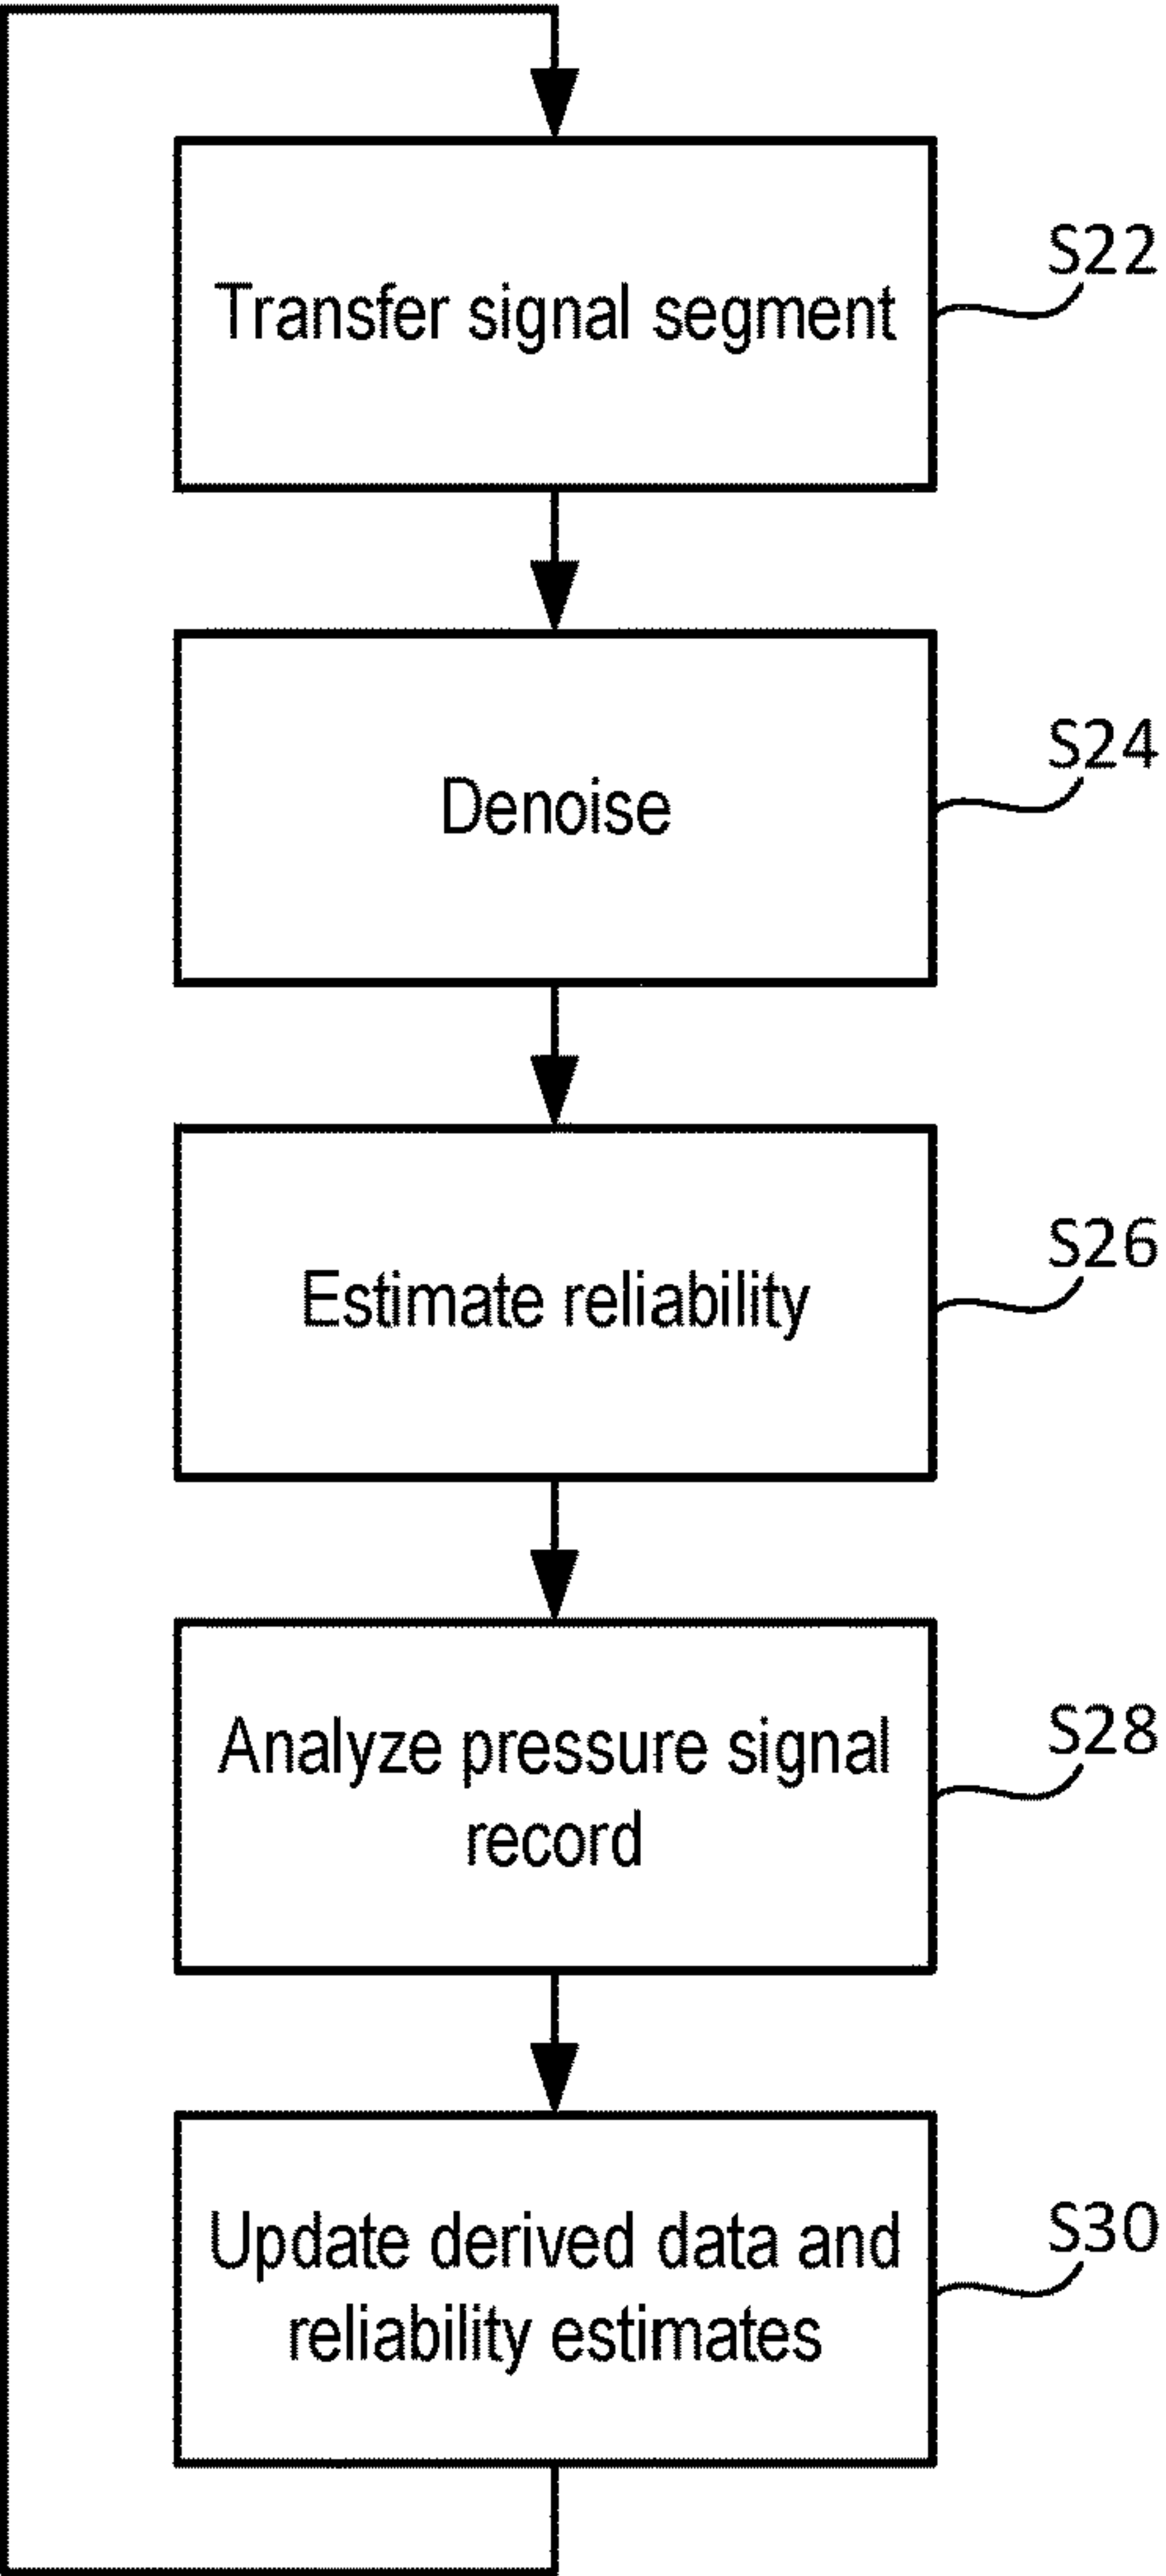 S22
Transfer signal segment
S24
Denoise
S26
Estimate reliability
S28
Analyze pressure signal
record
S30
Update derived data and
reliability estimates